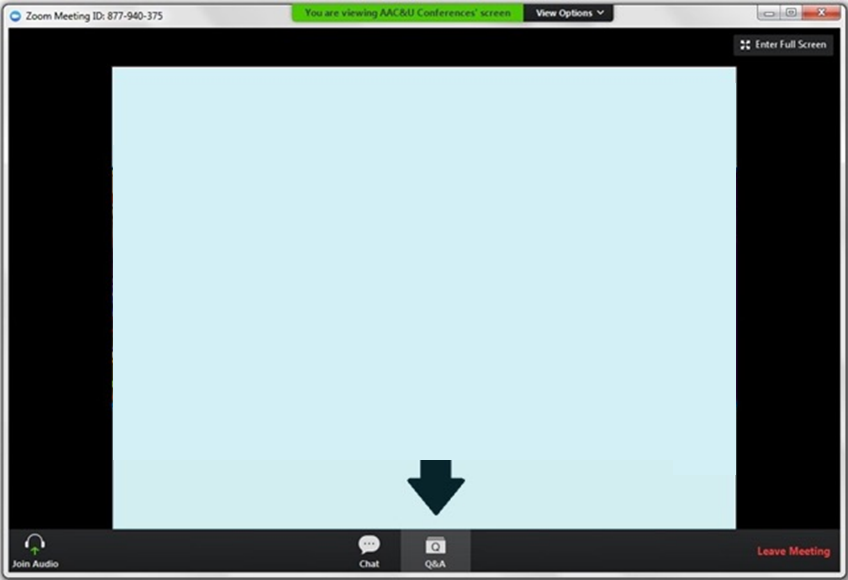 Zoom Meeting ID: 877-940-375
You are viewing AAC&U Conferences' screen
View Options
Enter Full Screen
Join Audio
Chat
Q
Q&A
Leave Meeting